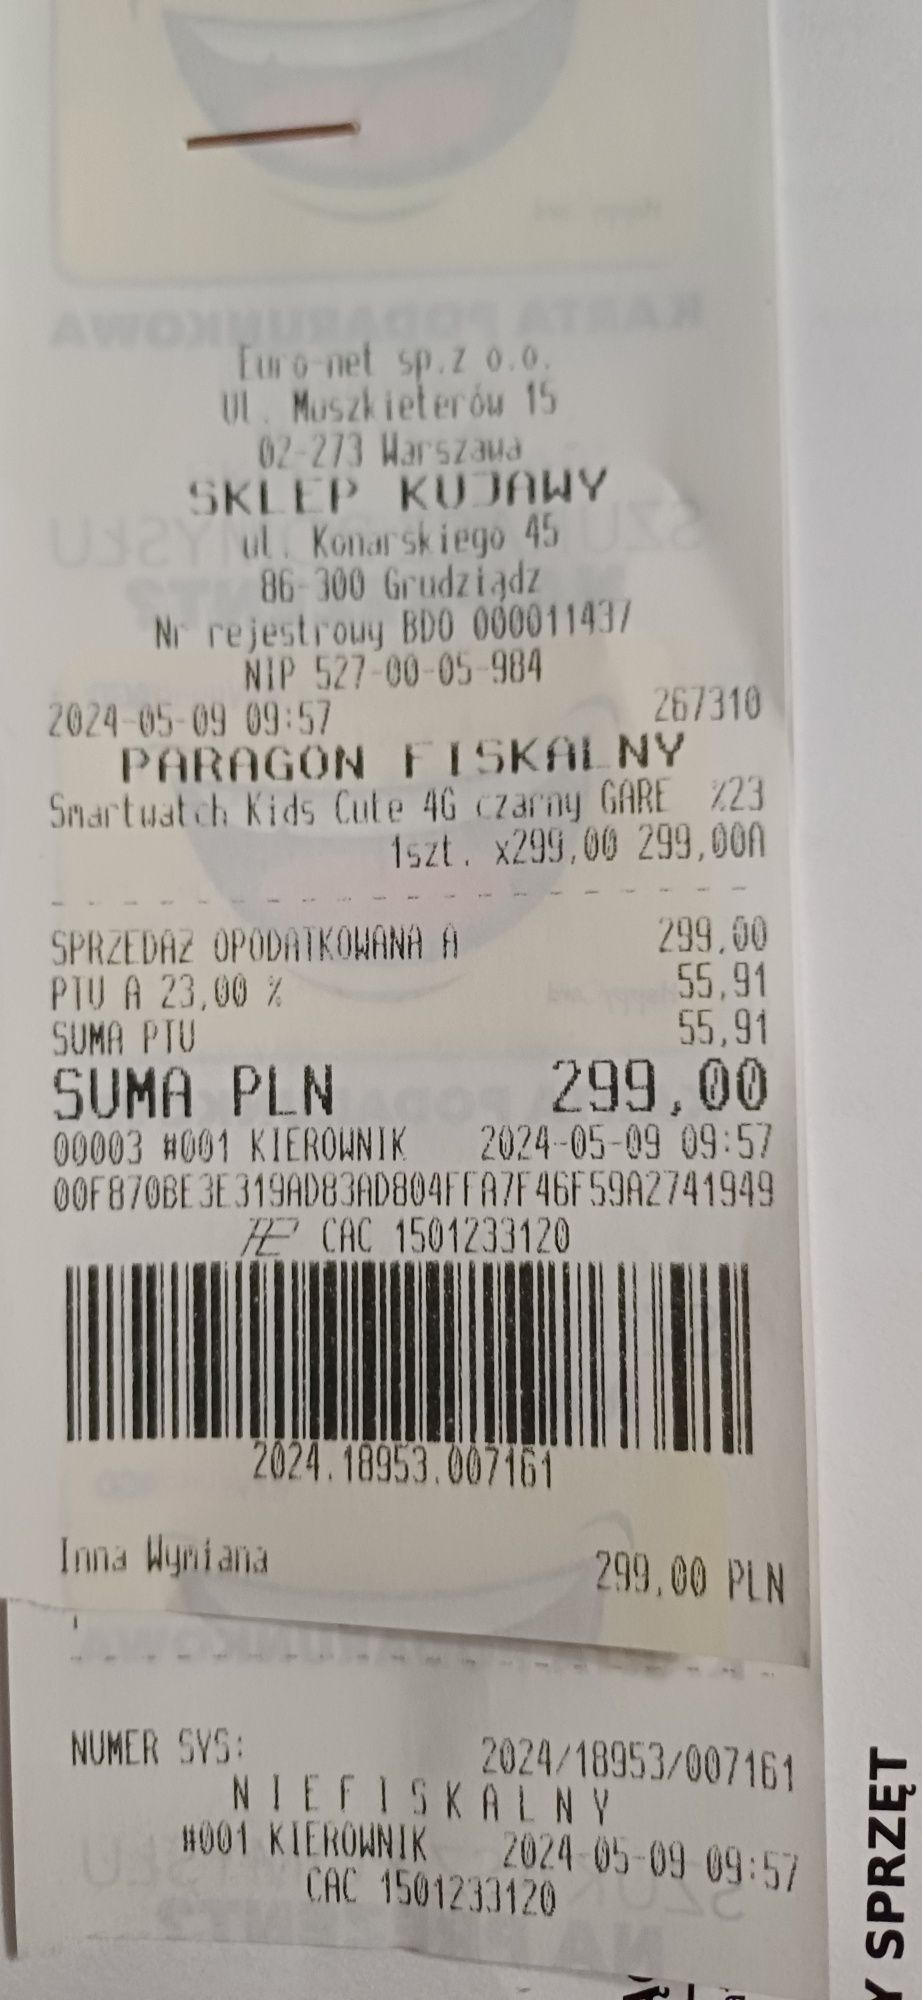 KARTA PODARUNKOWA
Euro-net sp.z o.o.
Ul. Muszkieterów 15
02-273 Warszawa
SKLEP KUJAWY
ul. Konarskiego 45
86-300 Grudziądz
Nr rejestrowy BDO 000011437
NIP 527-00-05-984
2024-05-09 09:57 267310
PARAGON FISKALNY
Smartwatch Kids Cute 4G czarny GARE %23
1szt. x299,00 299,00A
SPRZEDAŻ OPODATKOWANA A 299,00
PTU A 23,00 % 55,91
SUMA PTU 55,91
SUMA PLN 299,00
00003 #001 KIEROWNIK 2024-05-09 09:57
00F870BE3E319AD83AD804FFA7F46F59A2741949
CAC 1501233120
2024.18953.007161
Inna Wymiana 299,00 PLN
NUMER SYS: 2024/18953/007161
NIEFISKALNY
#001 KIEROWNIK 2024-05-09 09:57
CAC 1501233120
Y SPRZĘT